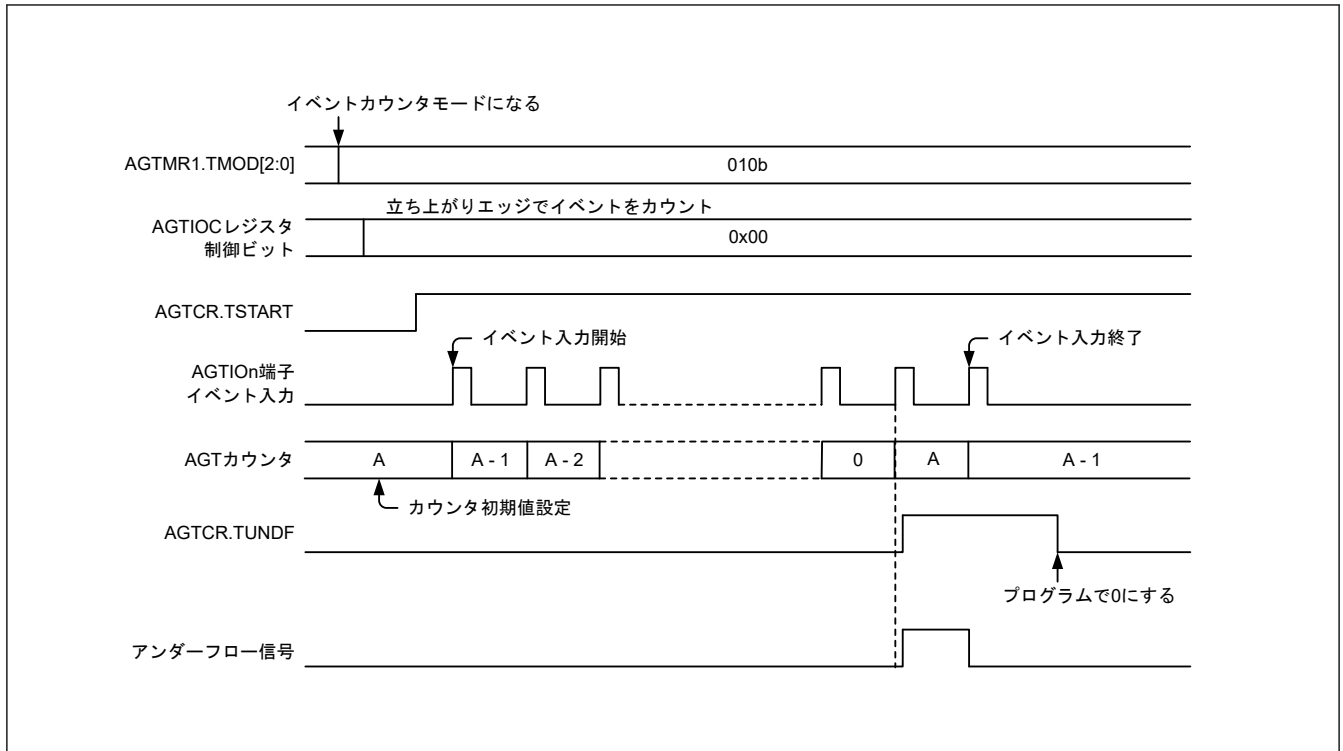 イベントカウンタモードになる
AGTMR1.TMOD[2:0]
010b
立ち上がりエッジでイベントをカウント
AGTIOCレジスタ
制御ビット
0x00
AGTCR.TSTART
イベント入力開始
イベント入力終了
AGTIOn端子
イベント入力
AGTカウンタ
A
A - 1
A - 2
0
A
A - 1
カウンタ初期値設定
AGTCR.TUNDF
プログラムで0にする
アンダーフロー信号